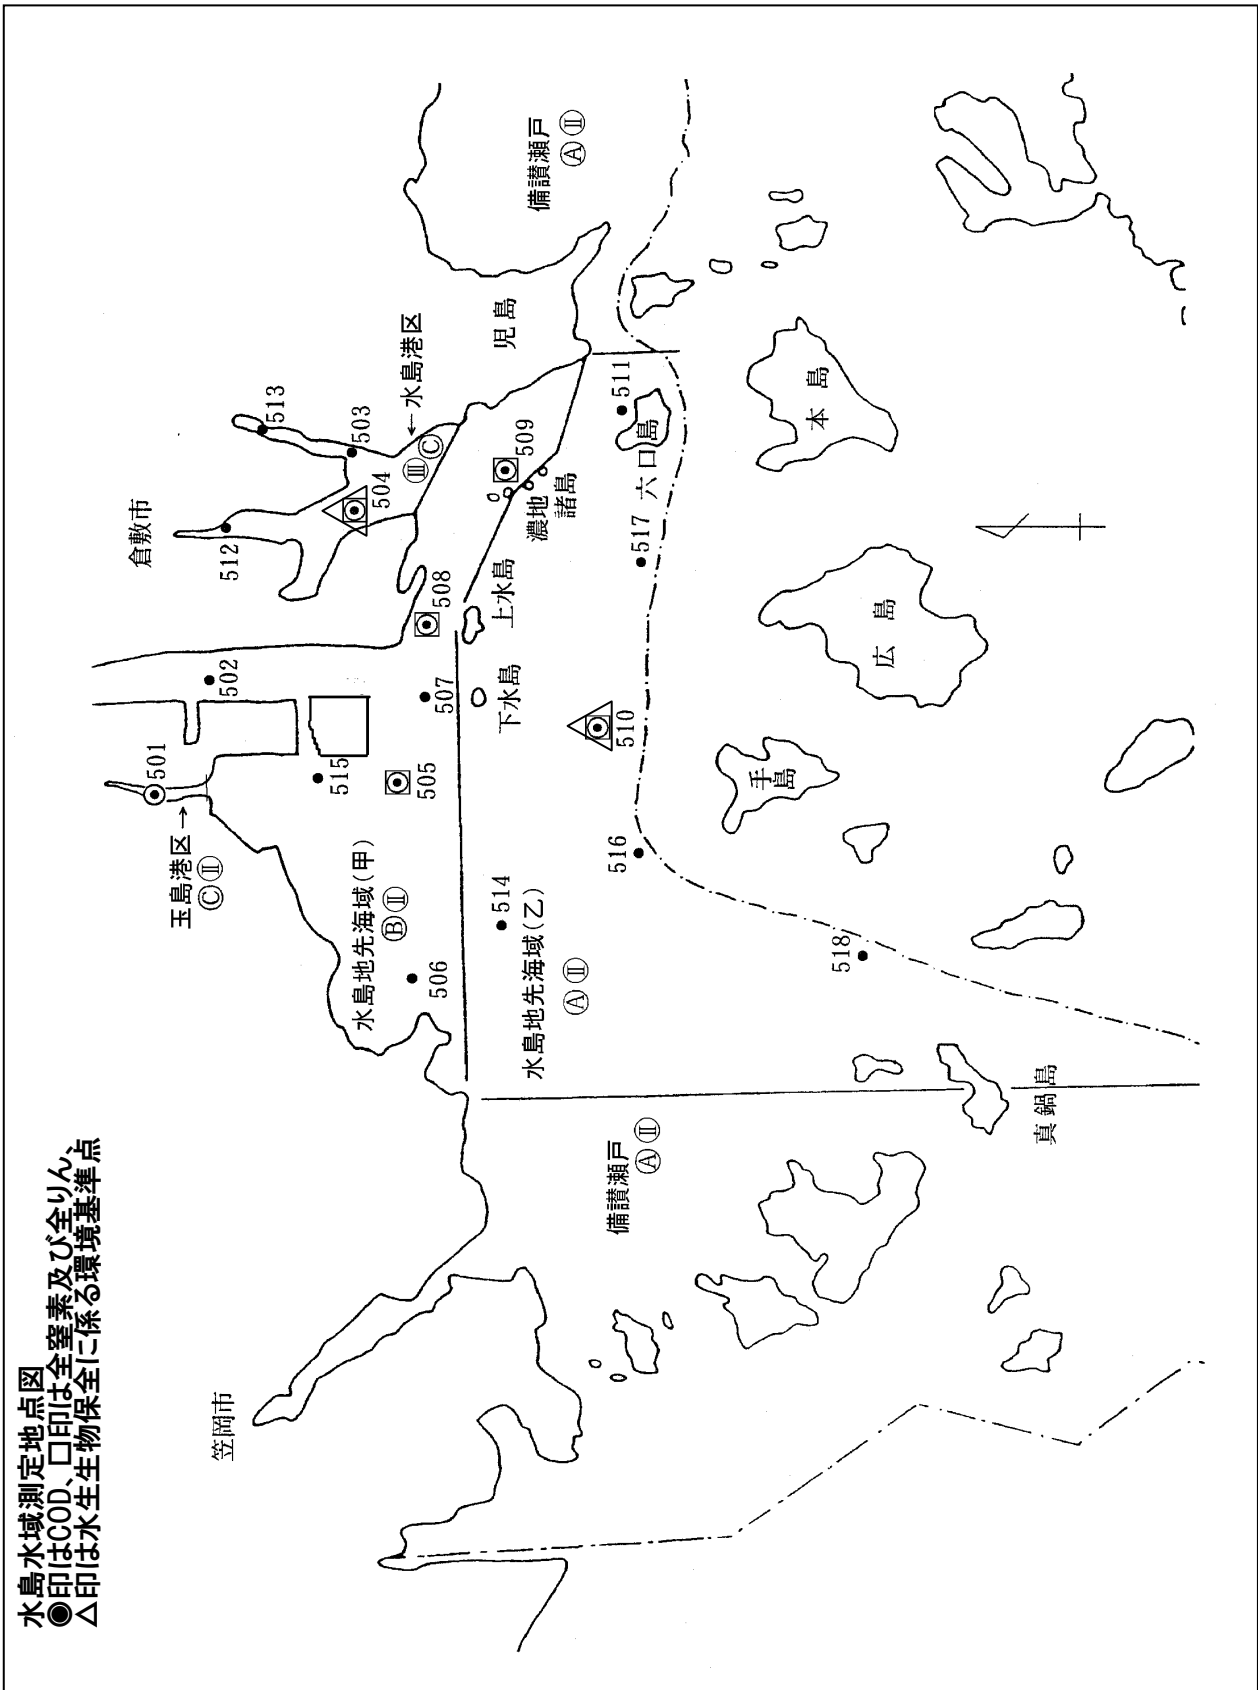 水島水域測定地点図
◉印はCOD、□印は全窒素及び全りん、
△印は水生生物保全に係る環境基準点
笠岡市
倉敷市
玉島港区→
Ⓒ Ⅱ
水島地先海域(甲)
Ⓑ Ⅱ
水島地先海域(乙)
Ⓐ Ⅱ
備讃瀬戸
Ⓐ Ⅱ
←水島港区
Ⅲ Ⓒ
児島
備讃瀬戸
Ⓐ Ⅱ
501
502
503
504
505
506
507
508
509
510
511
512
513
514
515
516
517
518
下水島
上水島
濃地
諸島
六口島
本島
広島
手島
真鍋島